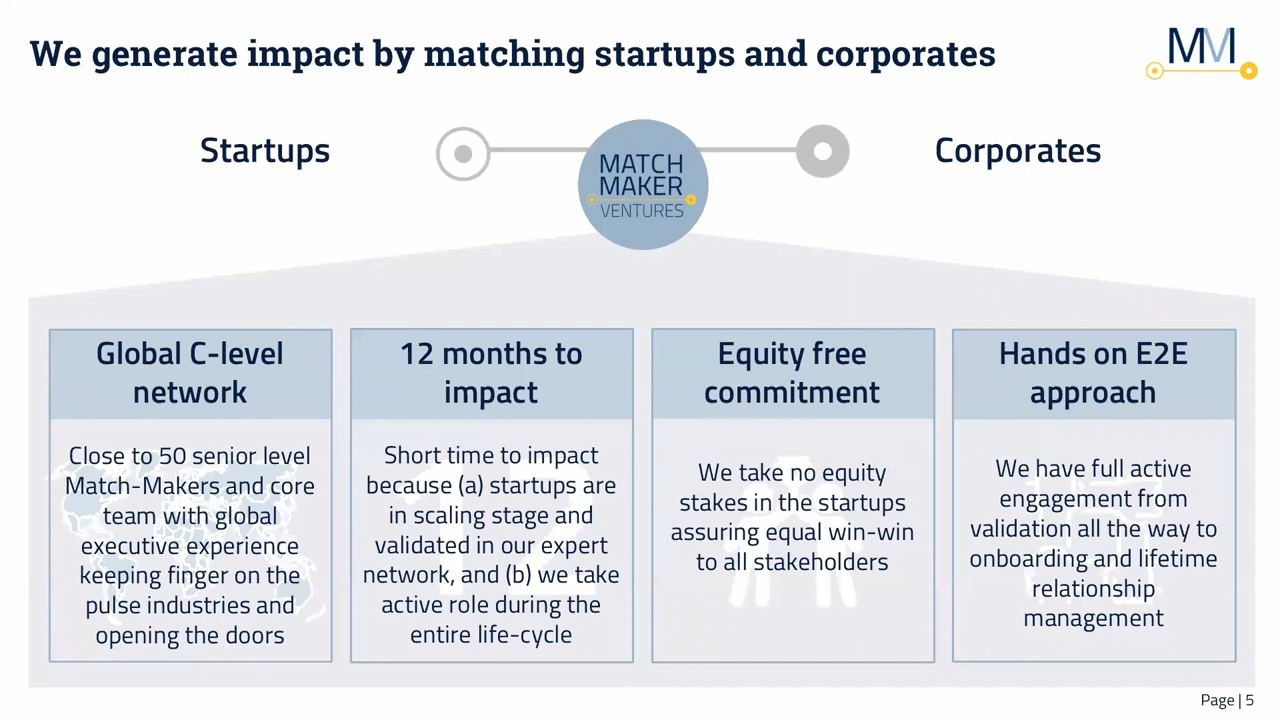 We generate impact by matching startups and corporates
MM
Startups
MATCH
MAKER
VENTURES
Corporates
Global C-level
network
Close to 50 senior level
Match-Makers and core
team with global
executive experience
keeping finger on the
pulse industries and
opening the doors
12 months to
impact
12
Short time to impact
because (a) startups are
in scaling stage and
validated in our expert
network, and (b) we take
active role during the
entire life-cycle
Equity free
commitment
We take no equity
stakes in the startups
assuring equal win-win
to all stakeholders
Hands on E2E
approach
We have full active
engagement from
validation all the way to
onboarding and lifetime
relationship
management
Page | 5